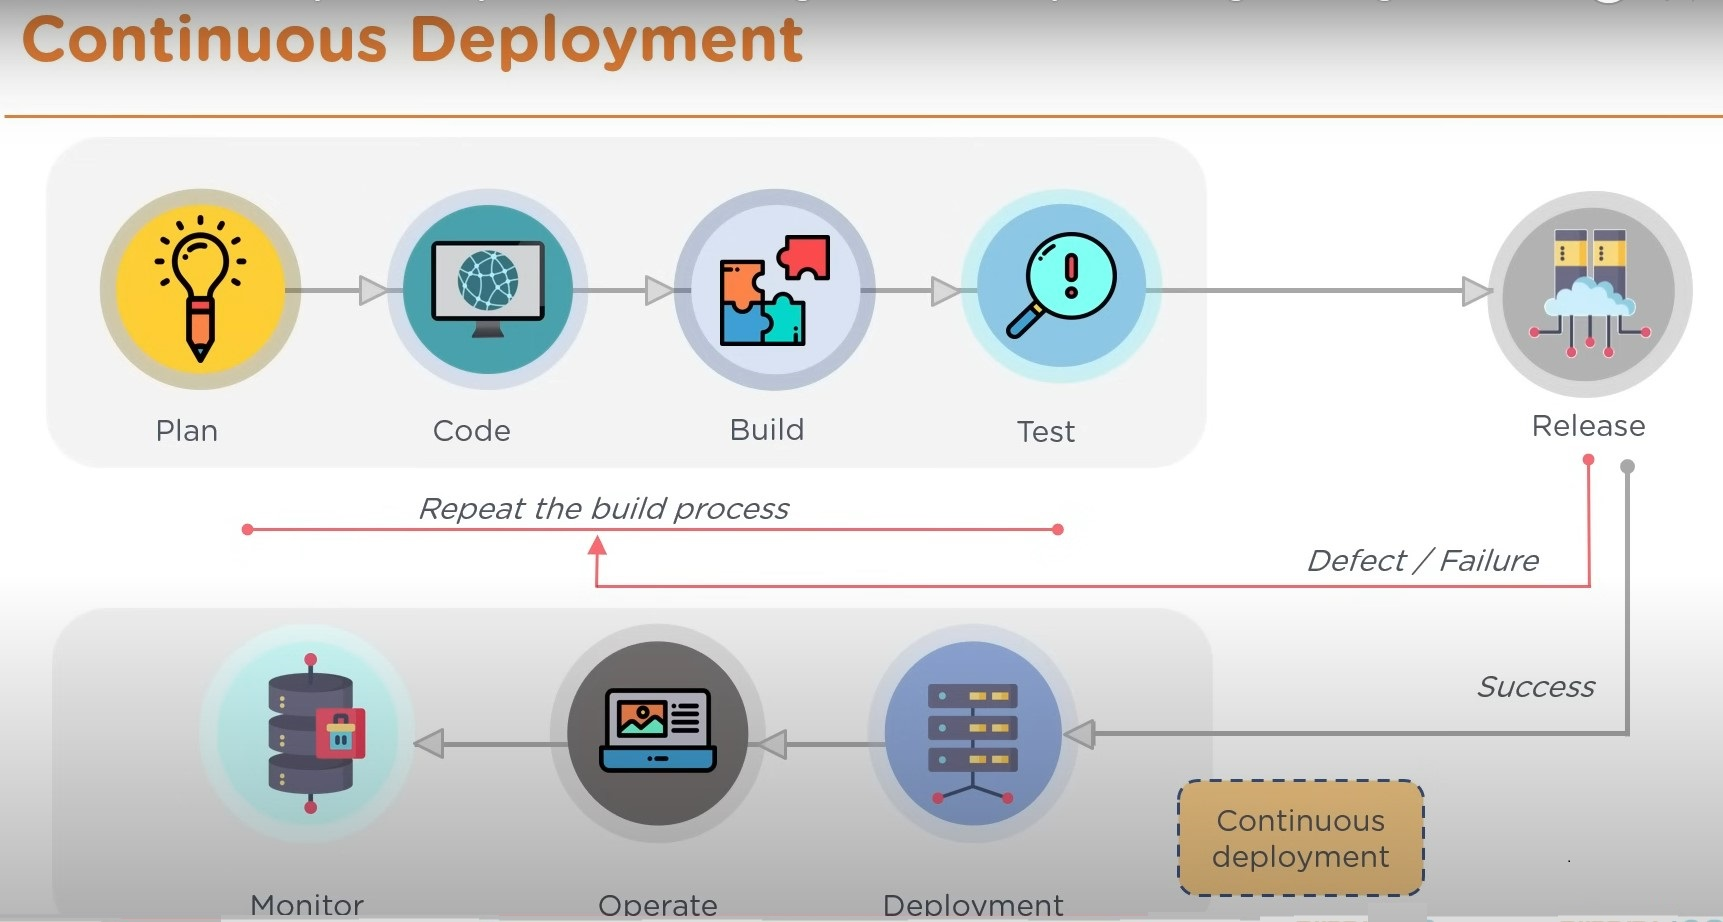 Continuous Deployment
Plan
Code
Build
Test
Release
Repeat the build process
Defect / Failure
Success
Continuous
deployment
Monitor
Operate
Deployment